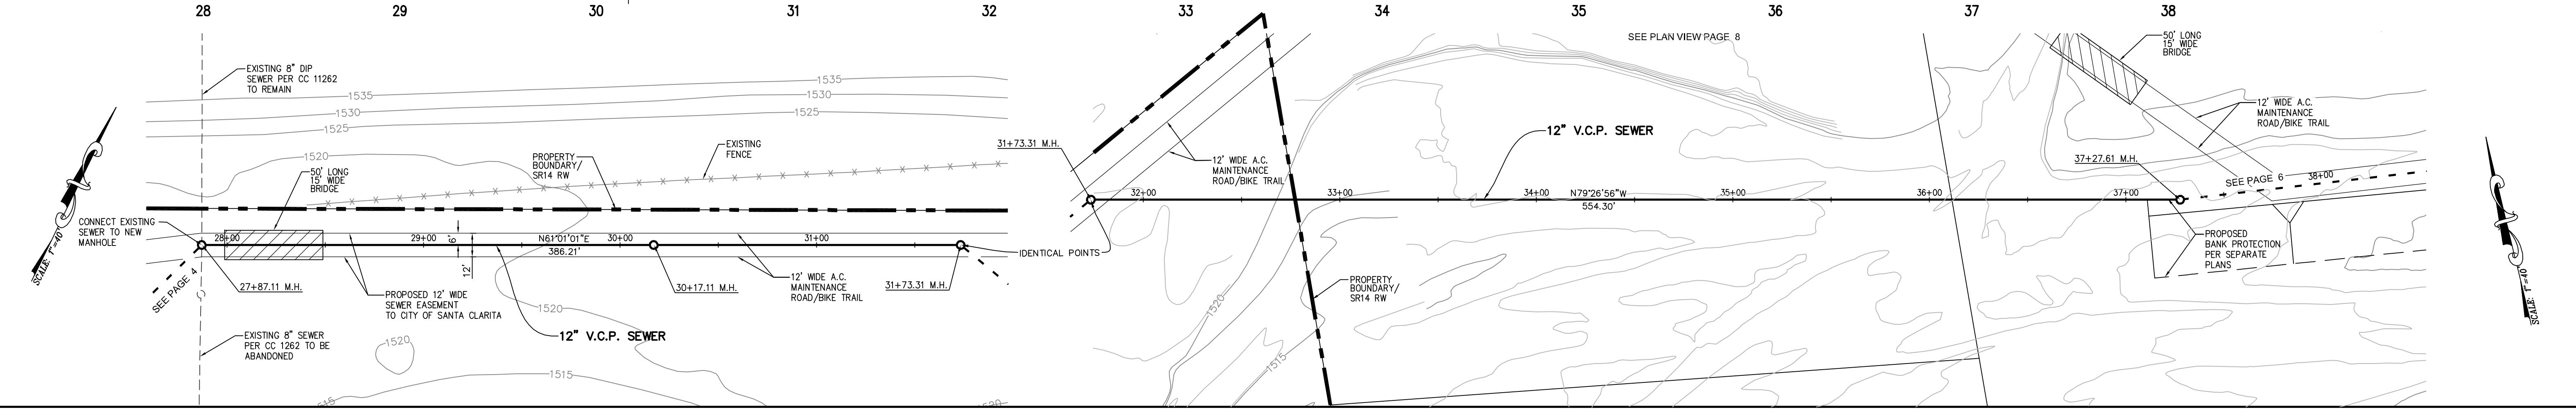 28 29 30 31 32 33 34 35 36 37 38
SEE PLAN VIEW PAGE 8
EXISTING 8" DIP
SEWER PER CC 11262
TO REMAIN
1535
1530
1525
1535
1530
1525
1520
50' LONG
15' WIDE
BRIDGE
PROPERTY
BOUNDARY/
SR14 RW
EXISTING
FENCE
SCALE: 1"=40'
CONNECT EXISTING
SEWER TO NEW
MANHOLE
28+00
29+00
6'
12'
N61°01'01"E
386.21'
30+00
31+00
SEE PAGE 4
27+87.11 M.H.
PROPOSED 12' WIDE
SEWER EASEMENT
TO CITY OF SANTA CLARITA
30+17.11 M.H.
12' WIDE A.C.
MAINTENANCE
ROAD/BIKE TRAIL
31+73.31 M.H.
1520
12" V.C.P. SEWER
EXISTING 8" SEWER
PER CC 1262 TO BE
ABANDONED
1520
1515
31+73.31 M.H.
IDENTICAL POINTS
12' WIDE A.C.
MAINTENANCE
ROAD/BIKE TRAIL
32+00
33+00
12" V.C.P. SEWER
34+00
N79°26'56"W
554.30'
35+00
36+00
37+00
PROPERTY
BOUNDARY/
SR14 RW
1520
1515
50' LONG
15' WIDE
BRIDGE
12' WIDE A.C.
MAINTENANCE
ROAD/BIKE TRAIL
37+27.61 M.H.
SEE PAGE 6
38+00
PROPOSED
BANK PROTECTION
PER SEPARATE
PLANS
SCALE: 1"=40'